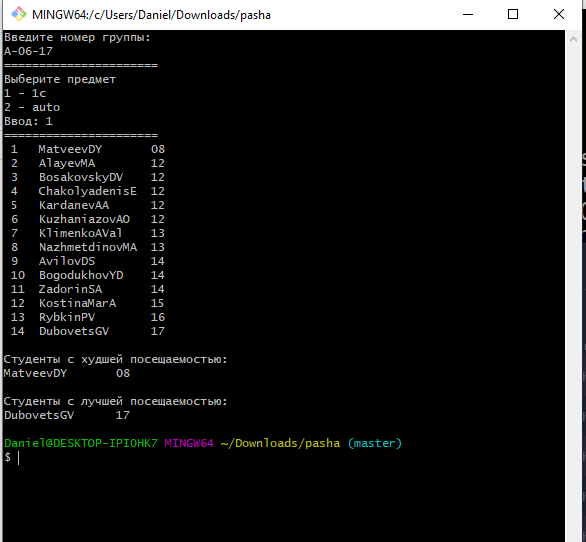 MINGW64:/c/Users/Daniel/Downloads/pasha
Введите номер группы:
A-06-17
======================
Выберите предмет
1 - 1c
2 - auto
Ввод: 1
======================
1 MatveevDY 08
2 AlayevMA 12
3 BosakovskyDV 12
4 ChakolyadenisE 12
5 KardanevAA 12
6 KuzhaniazovAO 12
7 KlimenkoAVal 13
8 NazhmetdinovMA 13
9 AvilovDS 14
10 BogodukhovYD 14
11 ZadorinSA 14
12 KostinaMarA 15
13 RybkinPV 16
14 DubovetsGV 17
Студенты с худшей посещаемостью:
MatveevDY 08
Студенты с лучшей посещаемостью:
DubovetsGV 17
Daniel@DESKTOP-IPIOHK7 MINGW64 ~/Downloads/pasha (master)
$